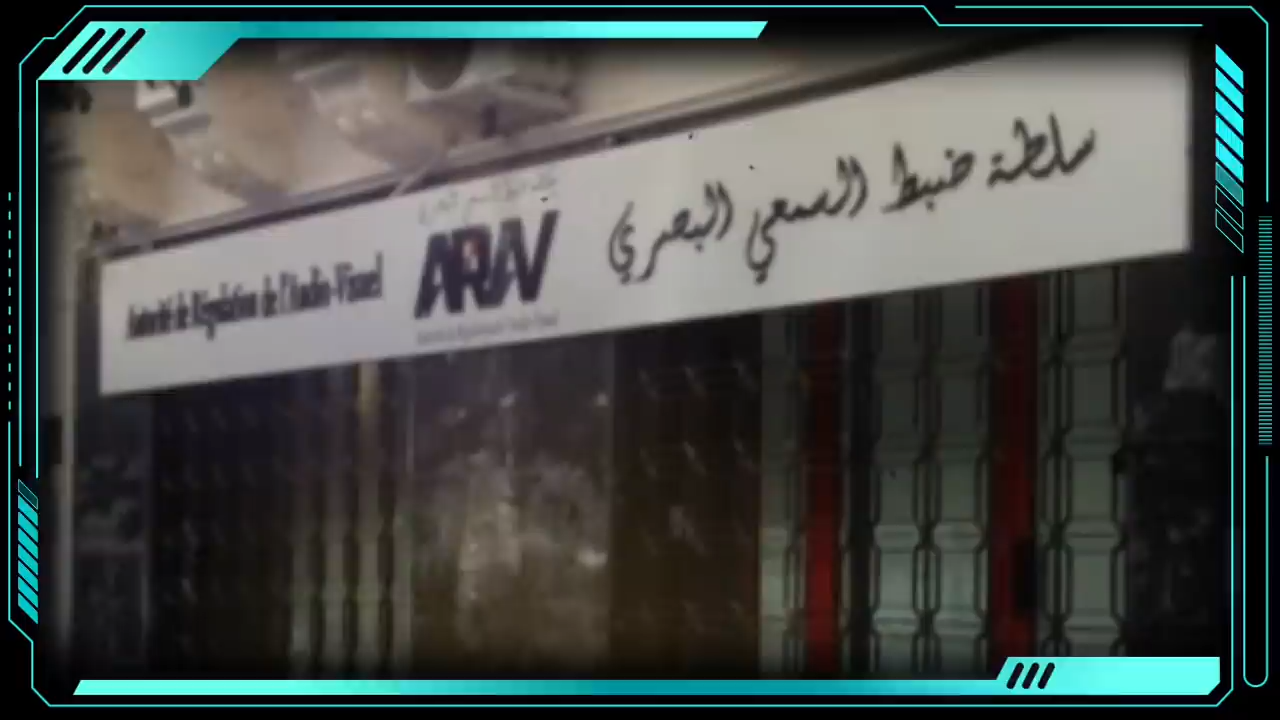 سلطة ضبط السمعي البصري
ARAV
Autorité de Régulation de l'Audio-Visuel